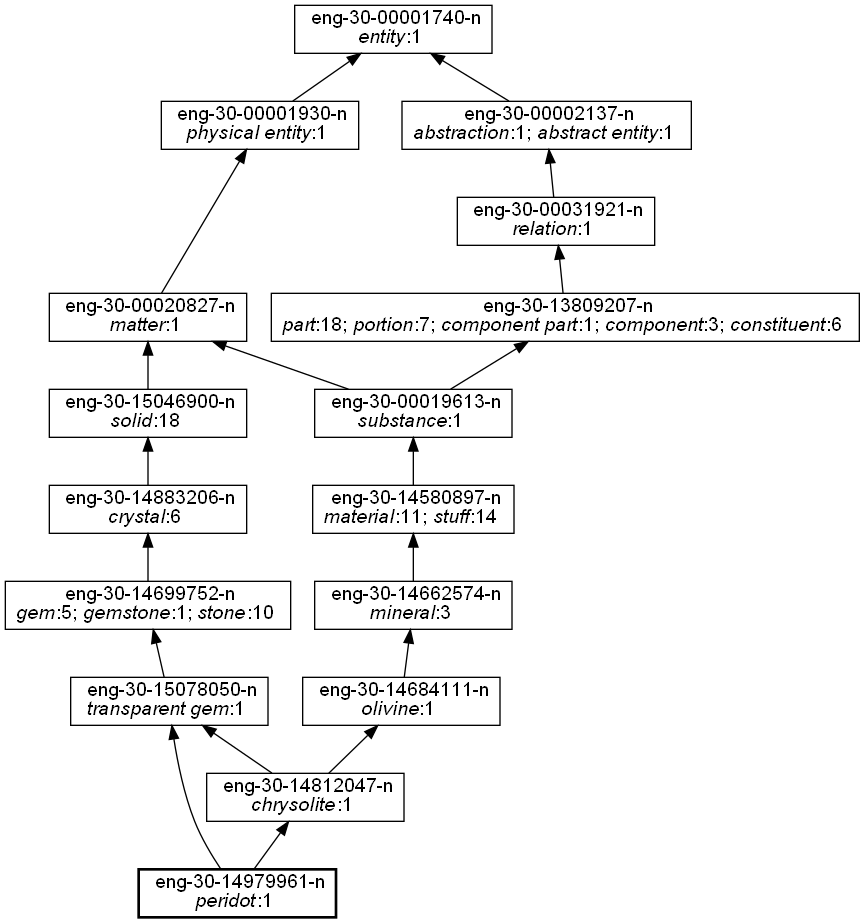 eng-30-00001740-n
entity:1
eng-30-00001930-n
physical entity:1
eng-30-00002137-n
abstraction:1; abstract entity:1
eng-30-00031921-n
relation:1
eng-30-00020827-n
matter:1
eng-30-13809207-n
part:18; portion:7; component part:1; component:3; constituent:6
eng-30-15046900-n
solid:18
eng-30-00019613-n
substance:1
eng-30-14883206-n
crystal:6
eng-30-14580897-n
material:11; stuff:14
eng-30-14699752-n
gem:5; gemstone:1; stone:10
eng-30-14662574-n
mineral:3
eng-30-15078050-n
transparent gem:1
eng-30-14684111-n
olivine:1
eng-30-14812047-n
chrysolite:1
eng-30-14979961-n
peridot:1